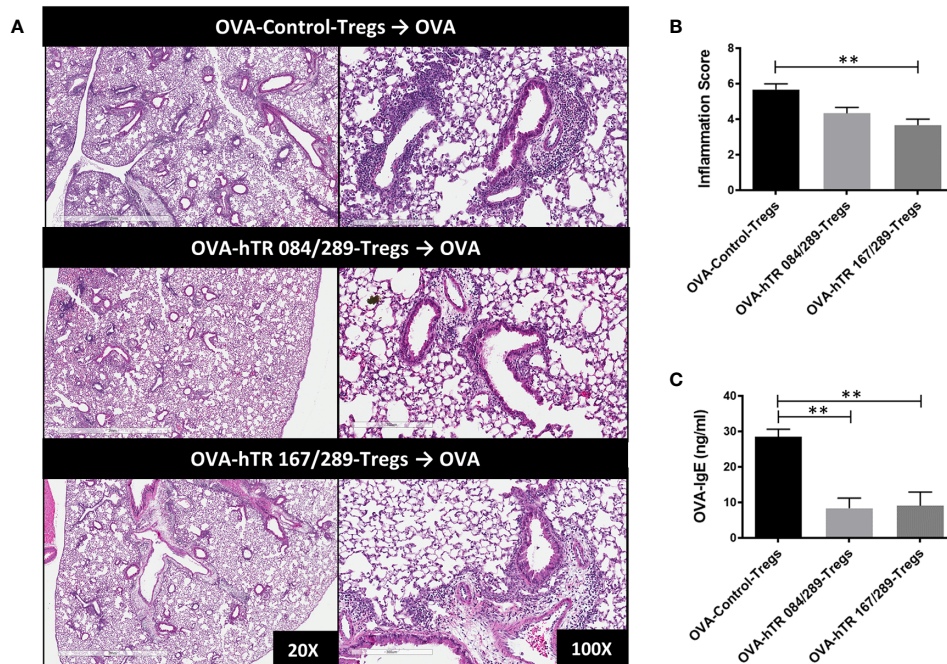 A
OVA-Control-Tregs → OVA
OVA-hTR 084/289-Tregs → OVA
OVA-hTR 167/289-Tregs → OVA
20X
100X
B
**
Inflammation Score
8
6
4
2
0
OVA-Control-Tregs
OVA-hTR 084/289-Tregs
OVA-hTR 167/289-Tregs
C
**
**
OVA-IgE (ng/ml)
40
30
20
10
0
OVA-Control-Tregs
OVA-hTR 084/289-Tregs
OVA-hTR 167/289-Tregs